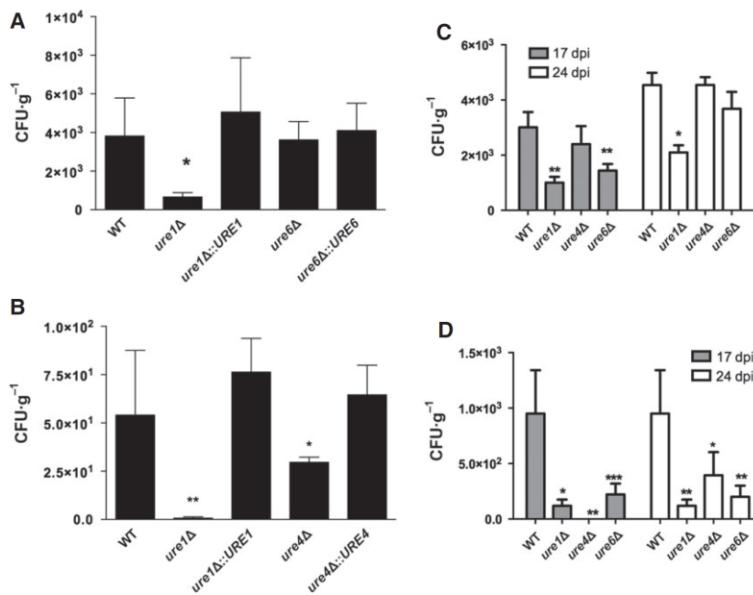 A
CFU·g⁻¹
1×10⁴
8×10³
6×10³
4×10³
2×10³
0
*
WT
ure1Δ
ure1Δ::URE1
ure6Δ
ure6Δ::URE6
B
CFU·g⁻¹
1.0×10²
7.5×10¹
5.0×10¹
2.5×10¹
0.0
**
*
WT
ure1Δ
ure1Δ::URE1
ure4Δ
ure4Δ::URE4
C
17 dpi
24 dpi
CFU·g⁻¹
6×10³
4×10³
2×10³
0
**
**
*
WT
ure1Δ
ure4Δ
ure6Δ
WT
ure1Δ
ure4Δ
ure6Δ
D
17 dpi
24 dpi
CFU·g⁻¹
1.5×10³
1.0×10³
5.0×10²
0
*
**
***
**
*
**
WT
ure1Δ
ure4Δ
ure6Δ
WT
ure1Δ
ure4Δ
ure6Δ